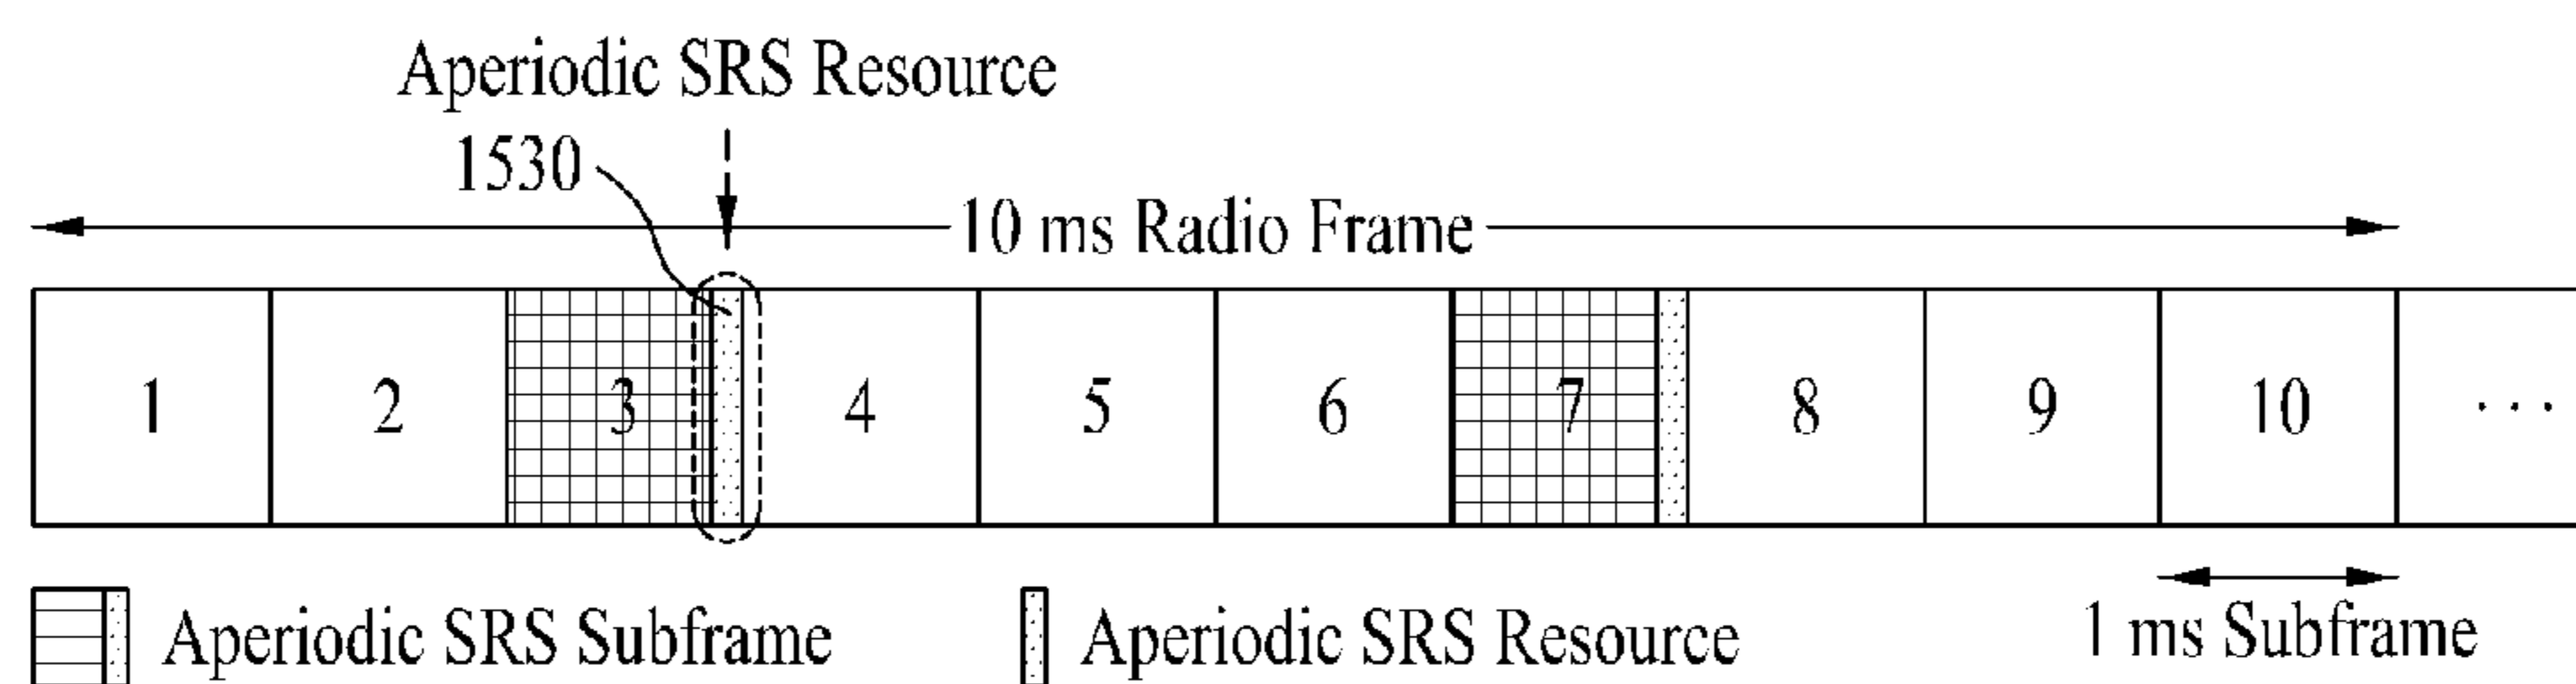 Aperiodic SRS Resource
1530
10 ms Radio Frame
1 2 3 4 5 6 7 8 9 10 ...
Aperiodic SRS Subframe Aperiodic SRS Resource 1 ms Subframe